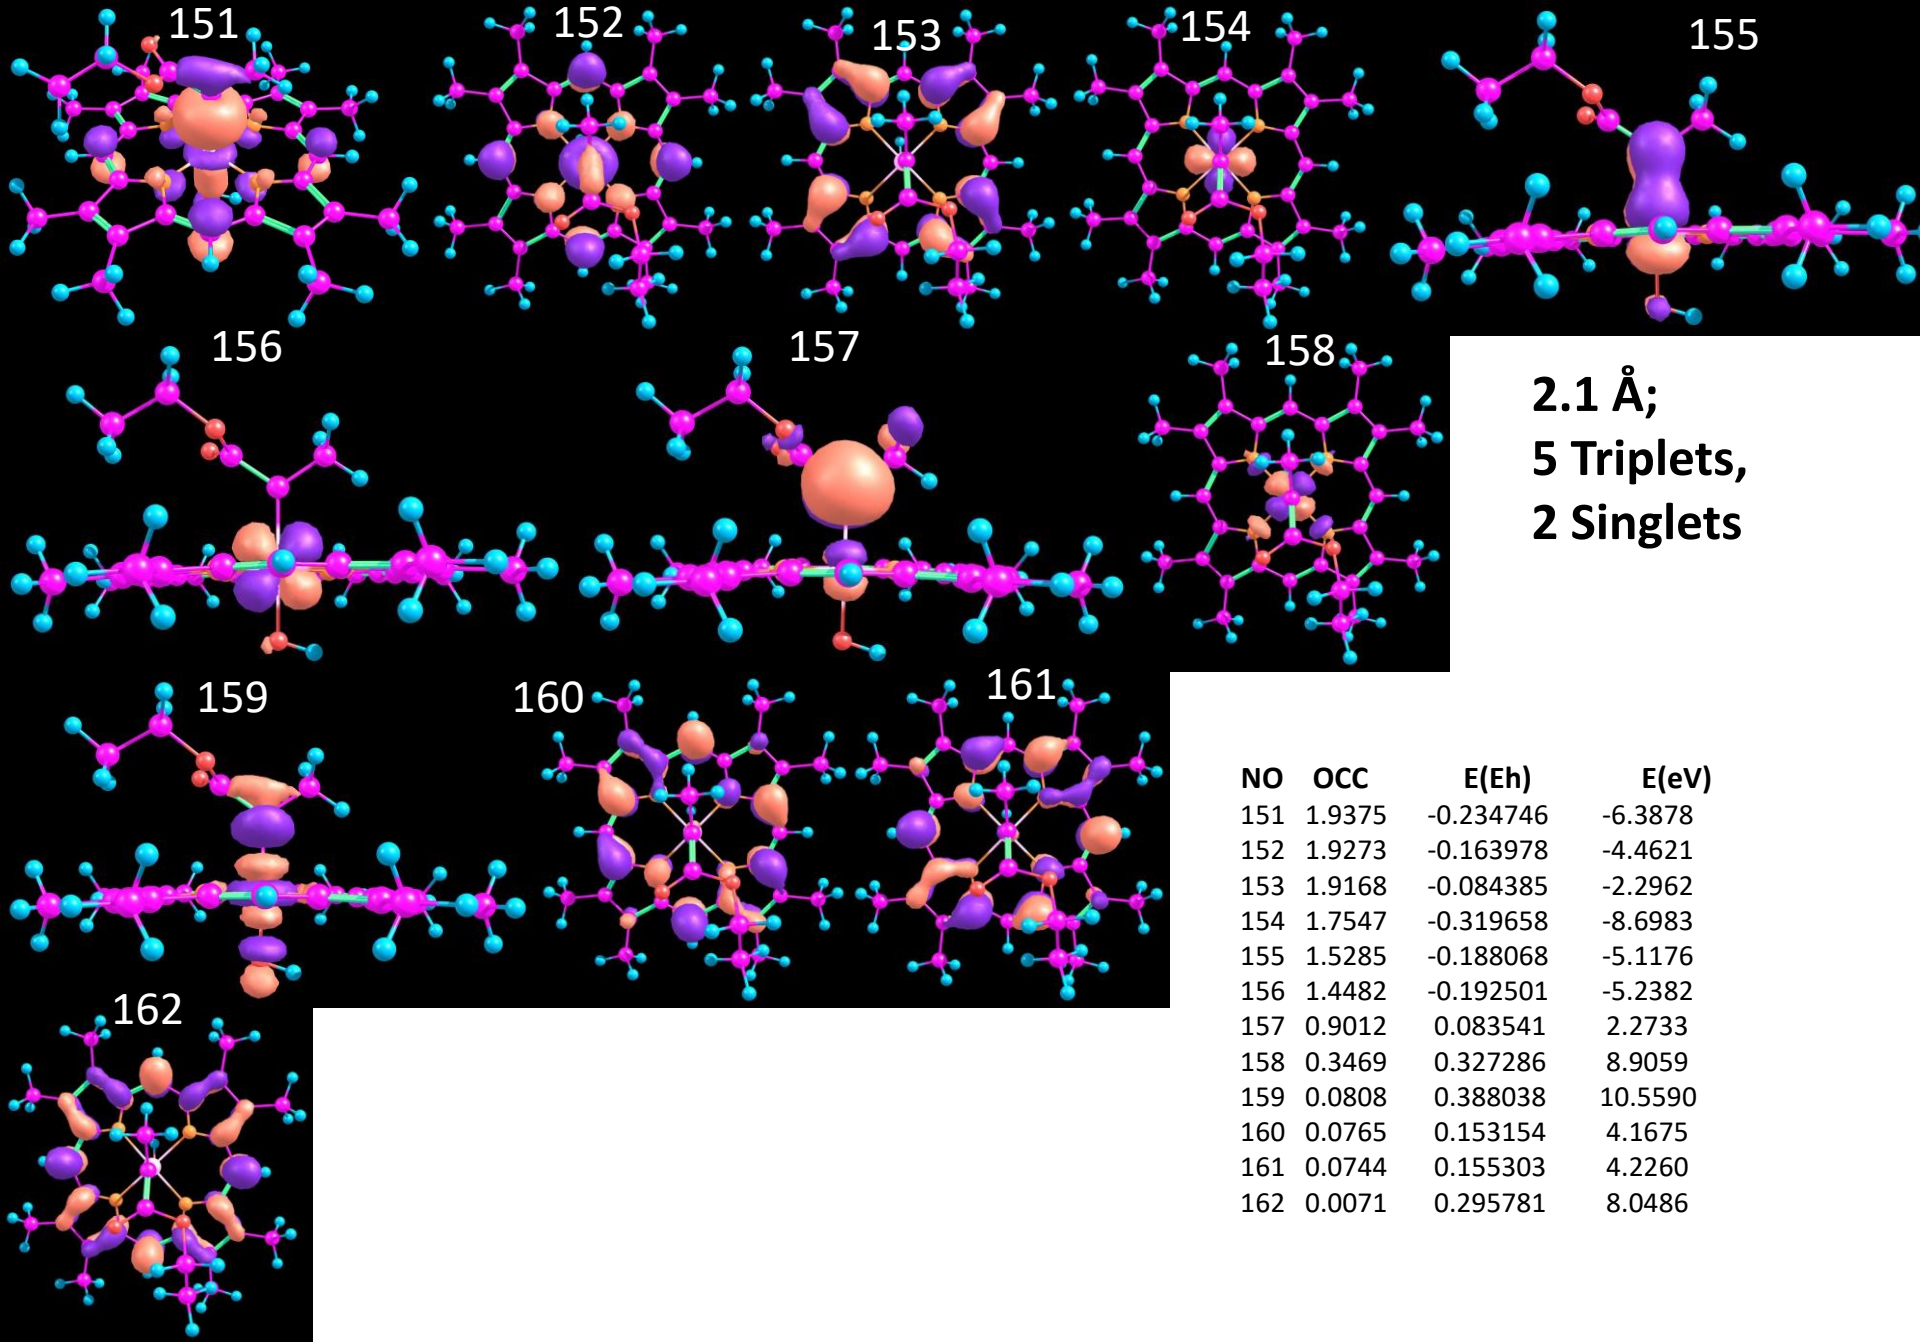 151
152
153
154
155
156
157
158
2.1 Å;
5 Triplets,
2 Singlets
159
160
161
NO OCC E(Eh) E(eV)
151 1.9375 -0.234746 -6.3878
152 1.9273 -0.163978 -4.4621
153 1.9168 -0.084385 -2.2962
154 1.7547 -0.319658 -8.6983
155 1.5285 -0.188068 -5.1176
156 1.4482 -0.192501 -5.2382
157 0.9012 0.083541 2.2733
158 0.3469 0.327286 8.9059
159 0.0808 0.388038 10.5590
160 0.0765 0.153154 4.1675
161 0.0744 0.155303 4.2260
162 0.0071 0.295781 8.0486
162